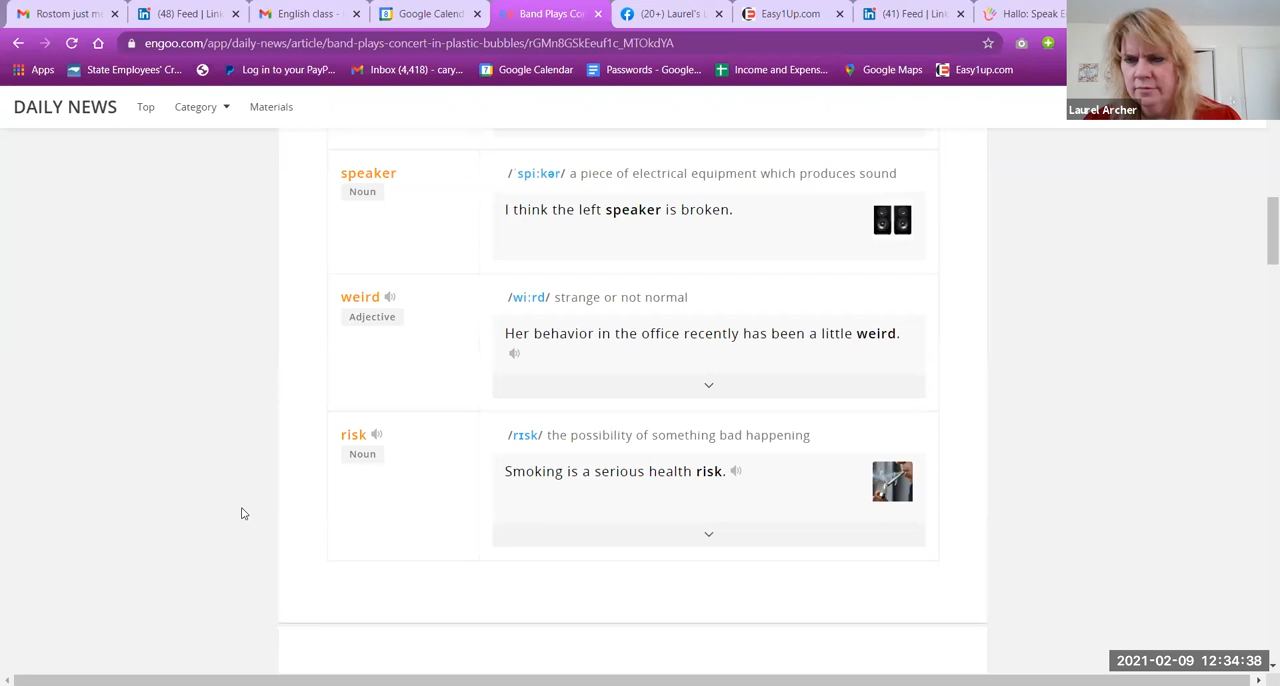 Rostom just me
(48) Feed | Link
English class -
Google Calend
Band Plays Con
(20+) Laurel's L
Easy1Up.com
(41) Feed | Link
Hallo: Speak E
engoo.com/app/daily-news/article/band-plays-concert-in-plastic-bubbles/rGMn8GSkEeuf1c_MTOkdYA
Apps
State Employees' Cr...
Log in to your PayP...
Inbox (4,418) - cary...
Google Calendar
Passwords - Google...
Income and Expens...
Google Maps
Easy1up.com
Laurel Archer
DAILY NEWS
Top
Category
Materials
speaker
Noun
/ˈspiːkər/ a piece of electrical equipment which produces sound
I think the left speaker is broken.
weird
Adjective
/wiːrd/ strange or not normal
Her behavior in the office recently has been a little weird.
risk
Noun
/rɪsk/ the possibility of something bad happening
Smoking is a serious health risk.
2021-02-09 12:34:38